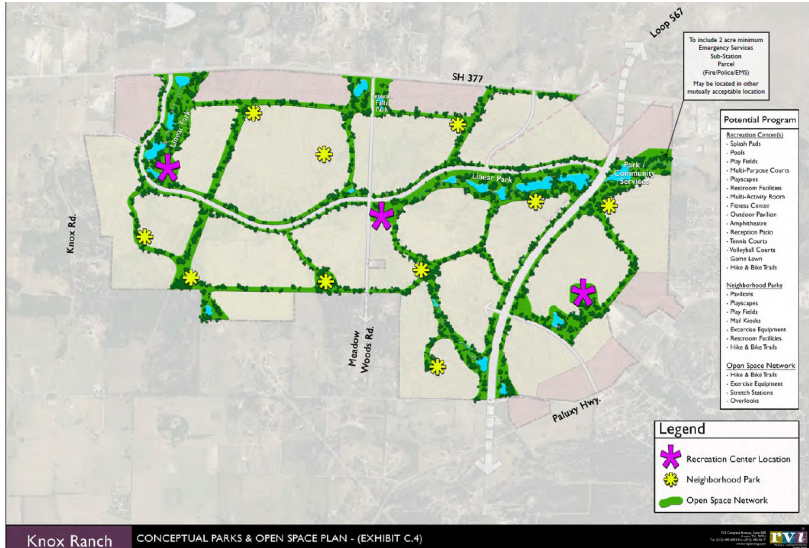 Loop 567
To include 2 acre minimum
Emergency Services
Sub-Station
Parcel
(Fire/Police/EMS)
May be located in other
mutually acceptable location
SH 377
Linear Park
Falls
Park
Linear Park
Park /
Community
Services
Knox Rd.
Meadow
Woods Rd.
Paluxy Hwy.
Potential Program
Recreation Center(s)
- Splash Pads
- Pools
- Play Fields
- Multi-Purpose Courts
- Playscapes
- Restroom Facilities
- Multi-Activity Room
- Fitness Center
- Outdoor Pavilion
- Amphitheatre
- Reception Patio
- Tennis Courts
- Volleyball Courts
Game Lawn
- Hike & Bike Trails
Neighborhood Parks
- Pavilions
- Playscapes
- Play Fields
- Mail Kiosks
- Excercise Equipment
- Restroom Facilities
- Hike & Bike Trails
Open Space Network
- Hike & Bike Trails
- Exercise Equipment
- Stretch Stations
- Overlooks
Legend
Recreation Center Location
Neighborhood Park
Open Space Network
Knox Ranch
CONCEPTUAL PARKS & OPEN SPACE PLAN - (EXHIBIT C.4)
rvi